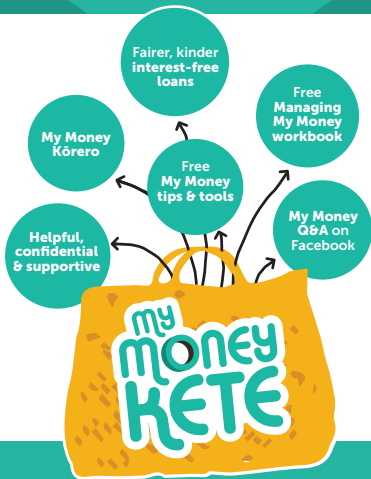 Fairer, kinder
interest-free
loans
Free
Managing
My Money
workbook
My Money
Kōrero
Free
My Money
tips & tools
My Money
Q&A on
Facebook
Helpful,
confidential
& supportive
my
money
KETE